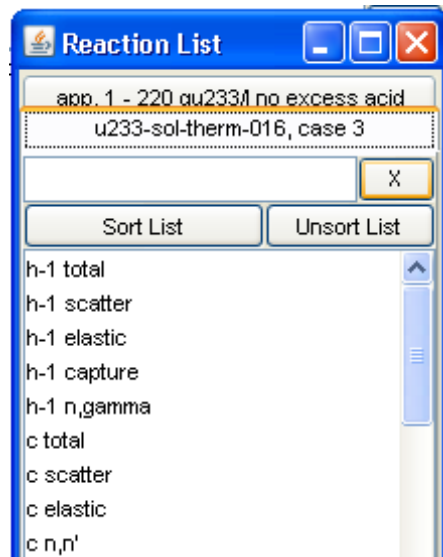 Reaction List
app. 1 - 220 gu233/l no excess acid
u233-sol-therm-016, case 3
X
Sort List Unsort List
h-1 total
h-1 scatter
h-1 elastic
h-1 capture
h-1 n,gamma
c total
c scatter
c elastic
c n,n'